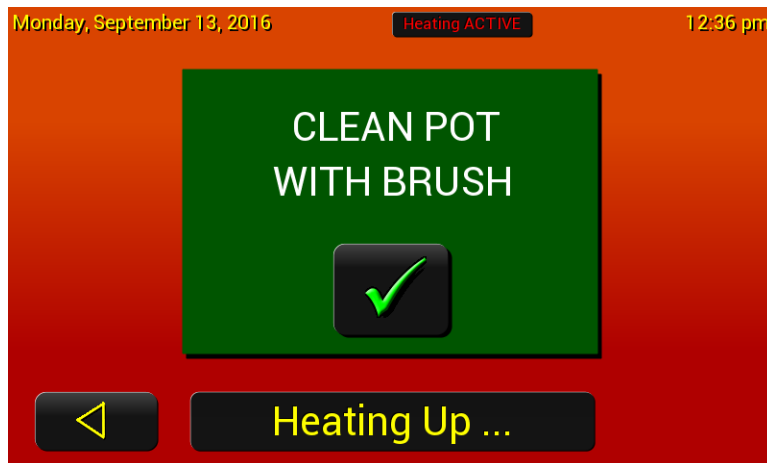 Monday, September 13, 2016 Heating ACTIVE 12:36 pm
CLEAN POT
WITH BRUSH
Heating Up ...